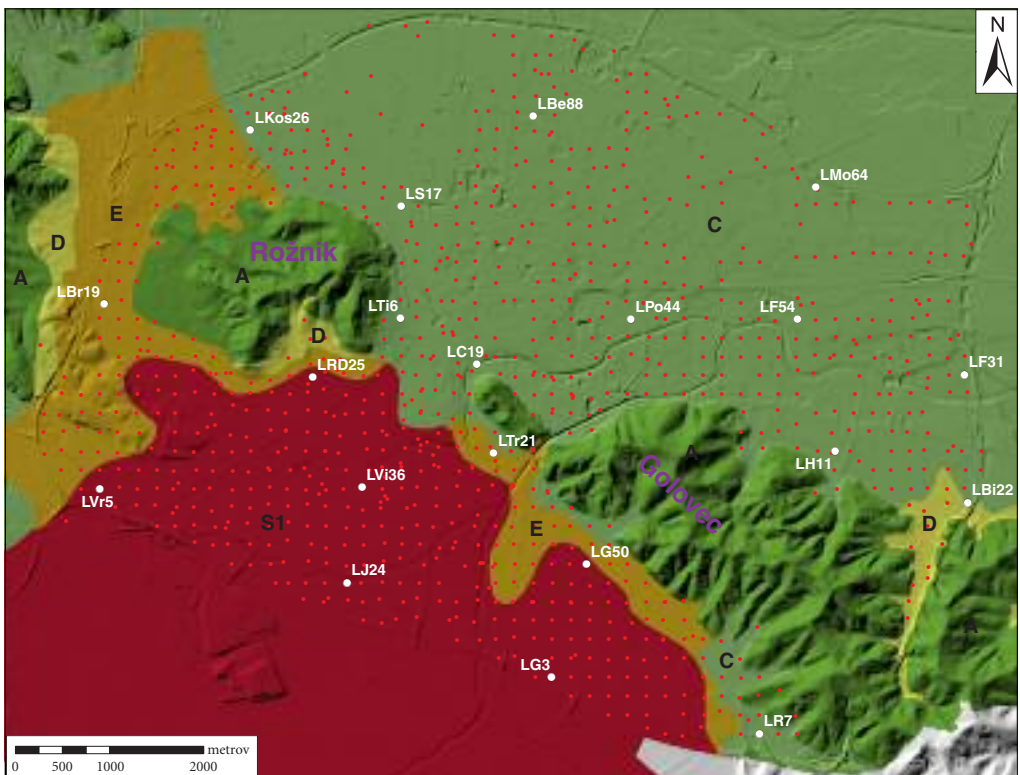 N
LBe88
LKos26
LMo64
LS17
E
C
D
Rožnik
A
A
LBr19
LTi6
LPo44
LF54
D
LC19
LRD25
LF31
LTr21
A
LH11
Golovec
LVi36
LVr5
LBi22
S1
E
D
LG50
LJ24
A
C
LG3
LR7
metrov
0 500 1000 2000